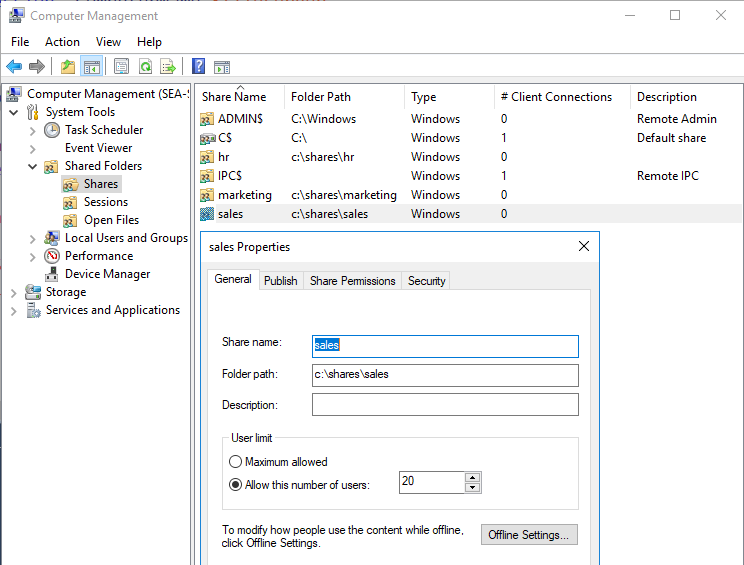 Computer Management
File Action View Help
Computer Management (SEA-S
System Tools
Task Scheduler
Event Viewer
Shared Folders
Shares
Sessions
Open Files
Local Users and Groups
Performance
Device Manager
Storage
Services and Applications
Share Name Folder Path Type # Client Connections Description
ADMIN$ C:\Windows Windows 0 Remote Admin
C$ C:\ Windows 1 Default share
hr c:\shares\hr Windows 0
IPC$ Windows 1 Remote IPC
marketing c:\shares\marketing Windows 0
sales c:\shares\sales Windows 0
sales Properties
General Publish Share Permissions Security
Share name: sales
Folder path: c:\shares\sales
Description:
User limit
Maximum allowed
Allow this number of users: 20
To modify how people use the content while offline,
click Offline Settings.
Offline Settings...